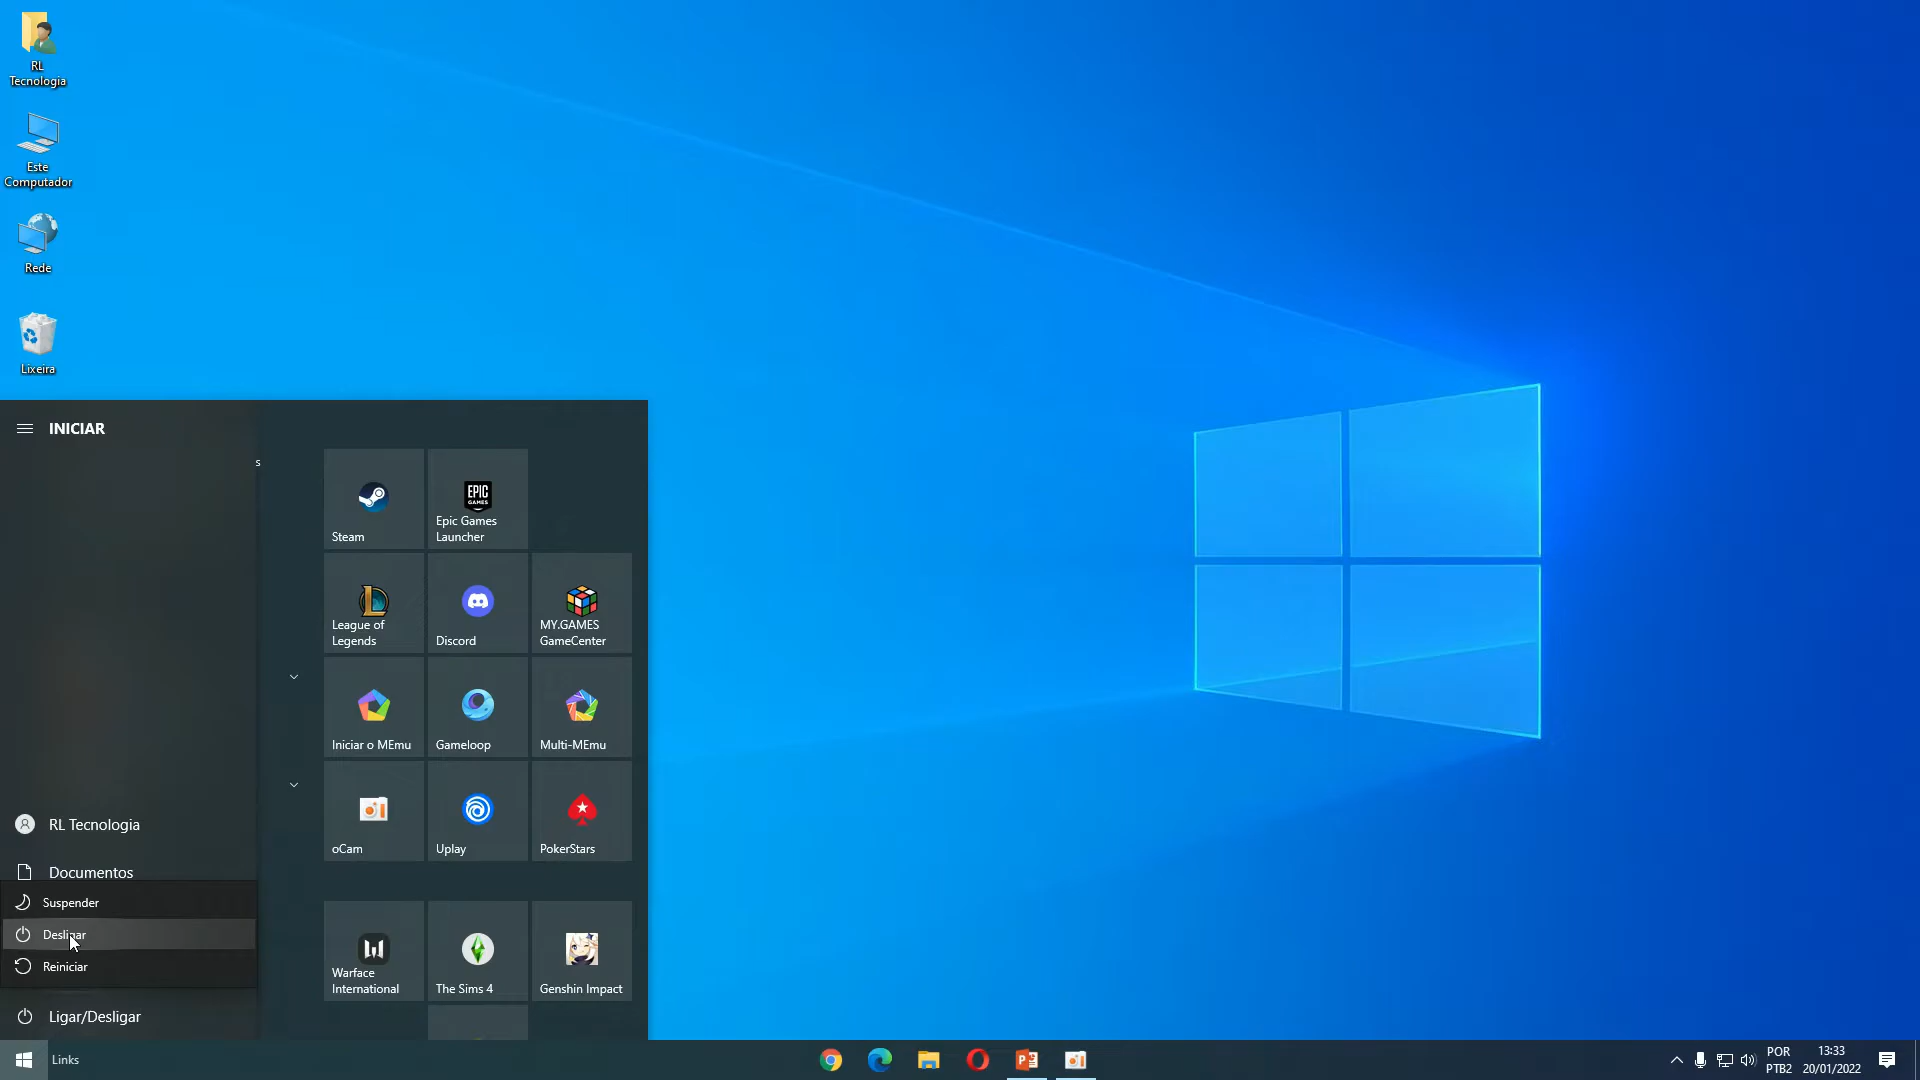 RL
Tecnologia
Este
Computador
Rede
Lixeira
INICIAR
s
Steam
EPIC
GAMES
Epic Games
Launcher
League of
Legends
Discord
MY.GAMES
GameCenter
Iniciar o MEmu
Gameloop
Multi-MEmu
oCam
Uplay
PokerStars
Warface
International
The Sims 4
Genshin Impact
RL Tecnologia
Documentos
Suspender
Desligar
Reiniciar
Ligar/Desligar
Links
POR
PTB2
13:33
20/01/2022